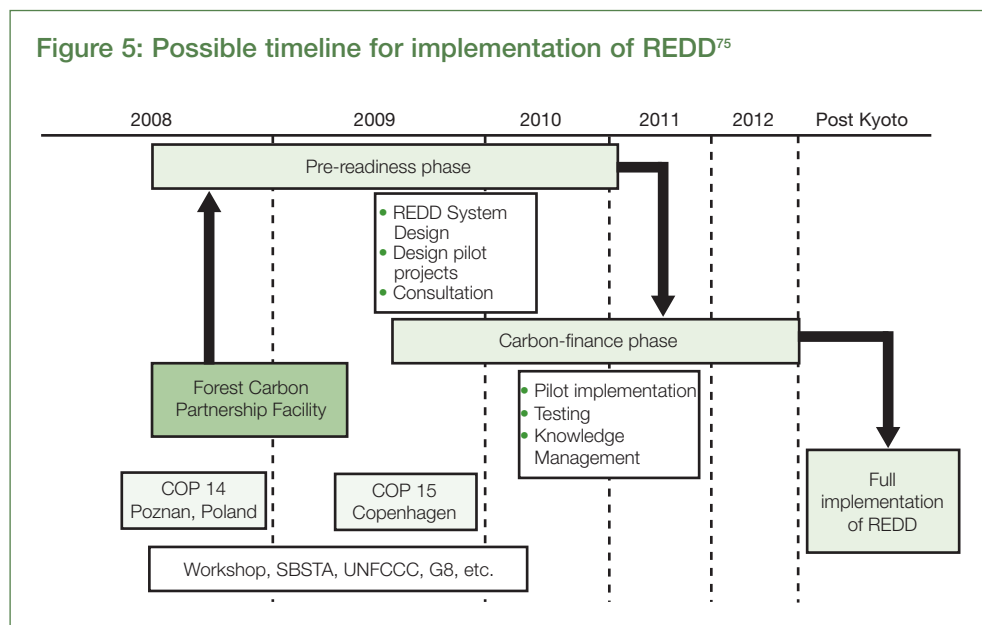 Figure 5: Possible timeline for implementation of REDD75
2008 2009 2010 2011 2012 Post Kyoto
Pre-readiness phase
• REDD System
Design
• Design pilot
projects
• Consultation
Carbon-finance phase
Forest Carbon
Partnership Facility
• Pilot implementation
• Testing
• Knowledge
Management
COP 14
Poznan, Poland
COP 15
Copenhagen
Full
implementation
of REDD
Workshop, SBSTA, UNFCCC, G8, etc.